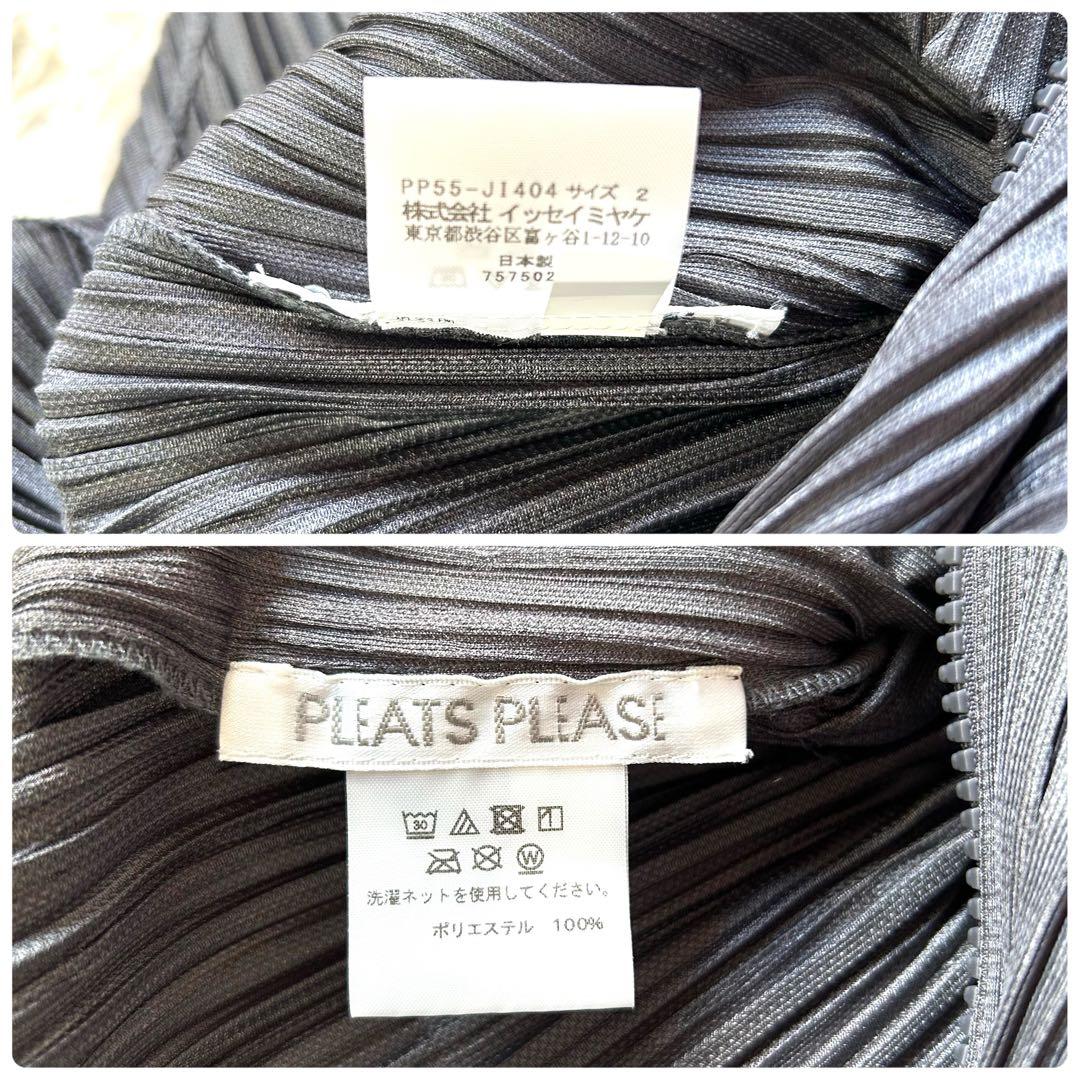 PP55-JI404 サイズ 2
株式会社 イッセイミヤケ
東京都渋谷区富ヶ谷1-12-10
日本製
757502
PLEATS PLEASE
30
W
洗濯ネットを使用してください。
ポリエステル 100%